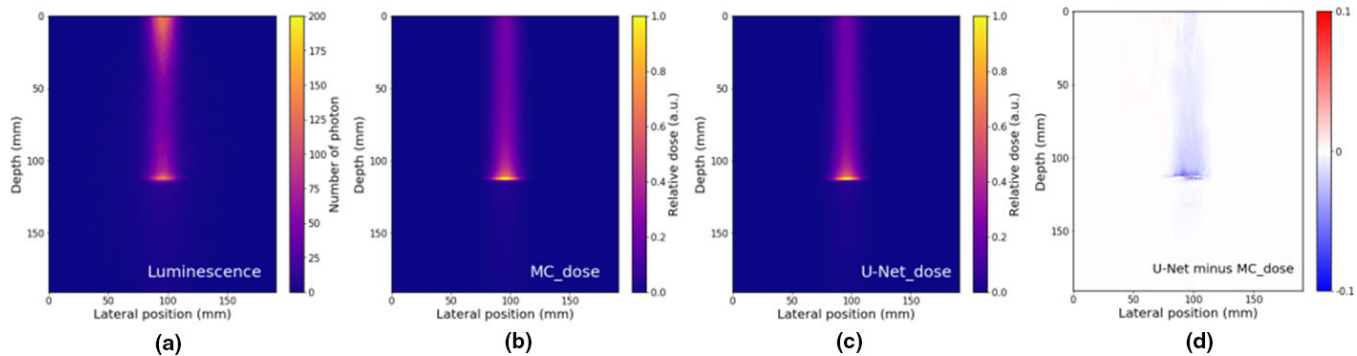 0
50
100
150
Depth (mm)
0 50 100 150
Lateral position (mm)
Luminescence
200
175
150
125
100
75
50
25
0
Number of photon
(a)
0
50
100
150
Depth (mm)
0 50 100 150
Lateral position (mm)
MC_dose
1.0
0.8
0.6
0.4
0.2
0.0
Relative dose (a.u.)
(b)
0
50
100
150
Depth (mm)
0 50 100 150
Lateral position (mm)
U-Net_dose
1.0
0.8
0.6
0.4
0.2
0.0
Relative dose (a.u.)
(c)
0
50
100
150
Depth (mm)
0 50 100 150
Lateral position (mm)
U-Net minus MC_dose
0.1
0
-0.1
(d)